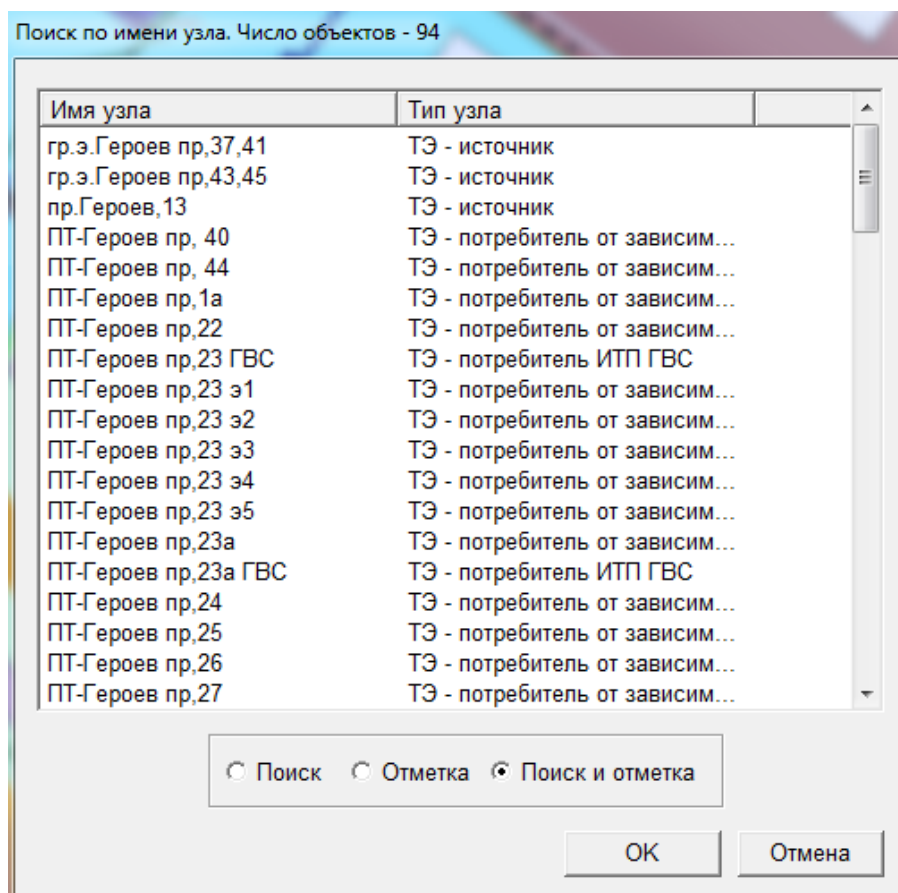 Поиск по имени узла. Число объектов - 94
Имя узла Тип узла
гр.э.Героев пр,37,41 ТЭ - источник
гр.э.Героев пр,43,45 ТЭ - источник
пр.Героев,13 ТЭ - источник
ПТ-Героев пр, 40 ТЭ - потребитель от зависим...
ПТ-Героев пр, 44 ТЭ - потребитель от зависим...
ПТ-Героев пр,1а ТЭ - потребитель от зависим...
ПТ-Героев пр,22 ТЭ - потребитель от зависим...
ПТ-Героев пр,23 ГВС ТЭ - потребитель ИТП ГВС
ПТ-Героев пр,23 э1 ТЭ - потребитель от зависим...
ПТ-Героев пр,23 э2 ТЭ - потребитель от зависим...
ПТ-Героев пр,23 э3 ТЭ - потребитель от зависим...
ПТ-Героев пр,23 э4 ТЭ - потребитель от зависим...
ПТ-Героев пр,23 э5 ТЭ - потребитель от зависим...
ПТ-Героев пр,23а ТЭ - потребитель от зависим...
ПТ-Героев пр,23а ГВС ТЭ - потребитель ИТП ГВС
ПТ-Героев пр,24 ТЭ - потребитель от зависим...
ПТ-Героев пр,25 ТЭ - потребитель от зависим...
ПТ-Героев пр,26 ТЭ - потребитель от зависим...
ПТ-Героев пр,27 ТЭ - потребитель от зависим...
Поиск Отметка Поиск и отметка
OK Отмена